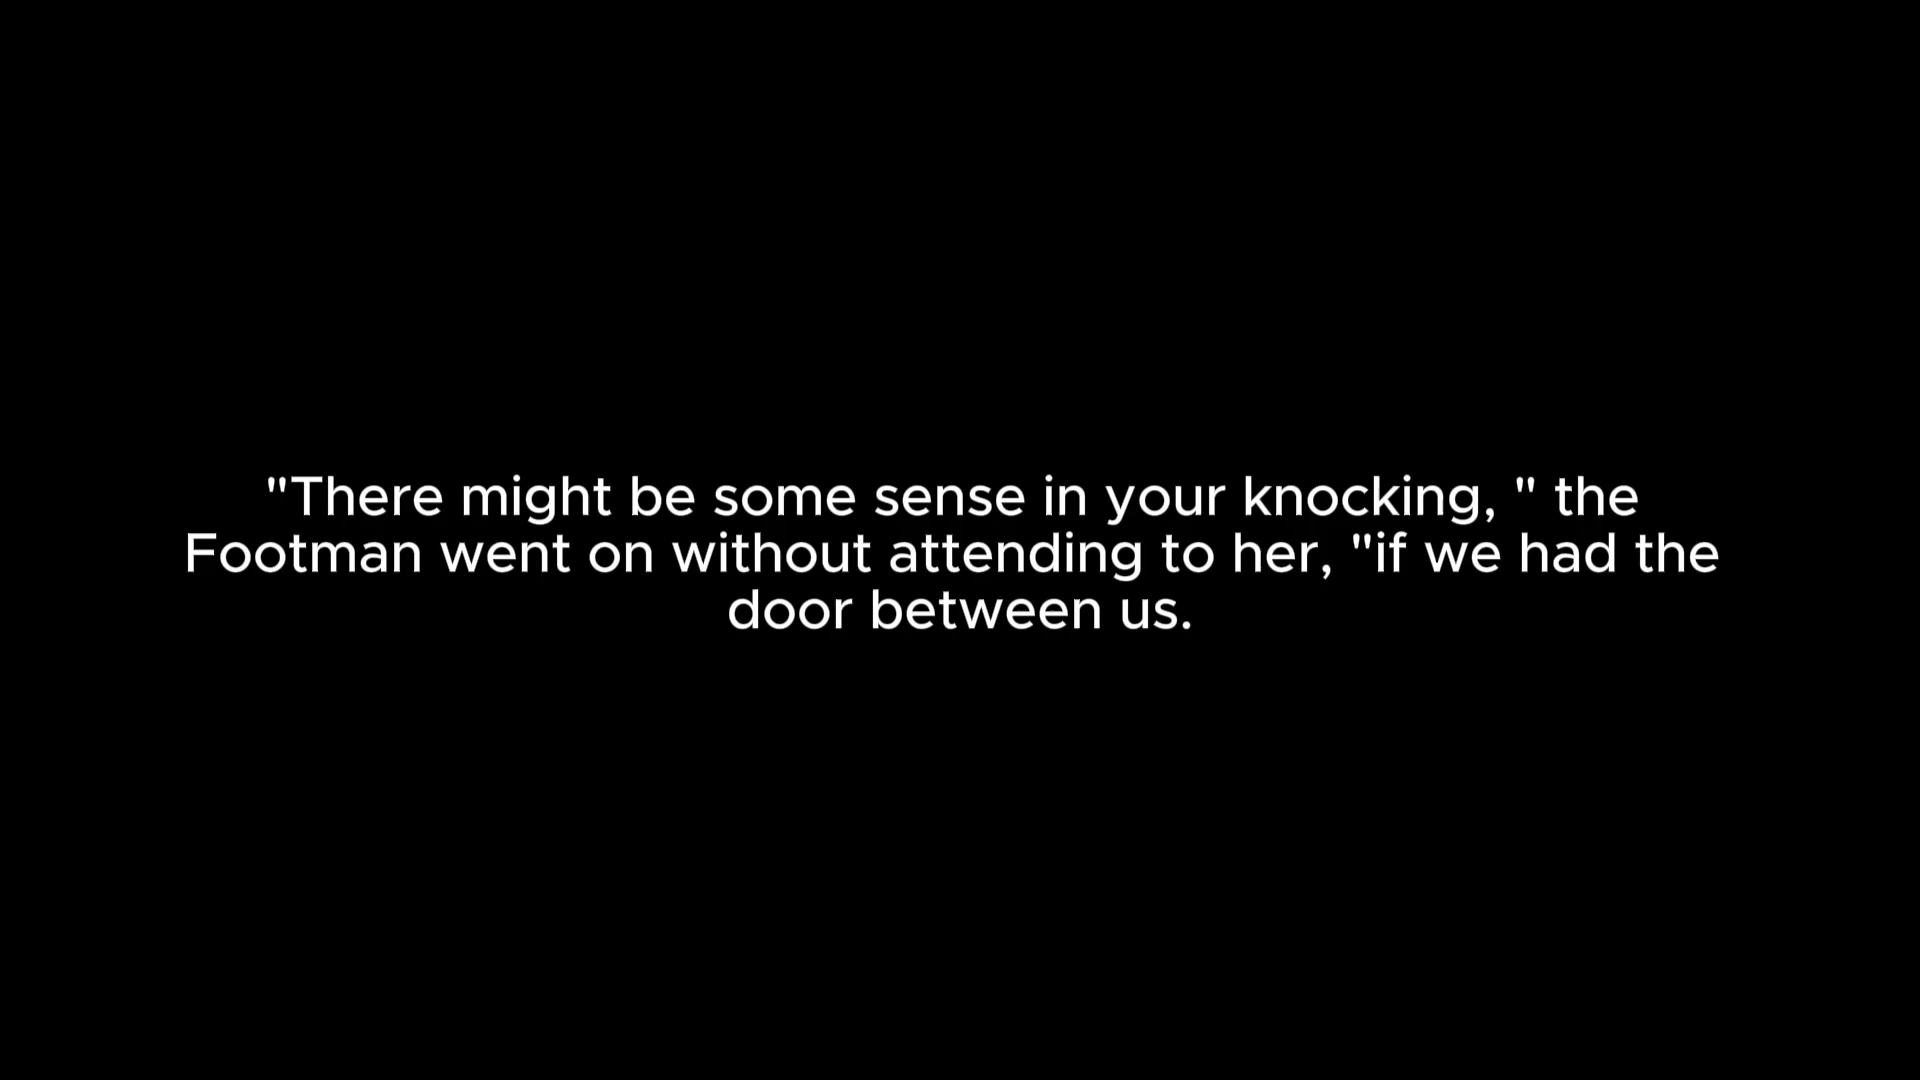 "There might be some sense in your knocking, " the
Footman went on without attending to her, "if we had the
door between us.